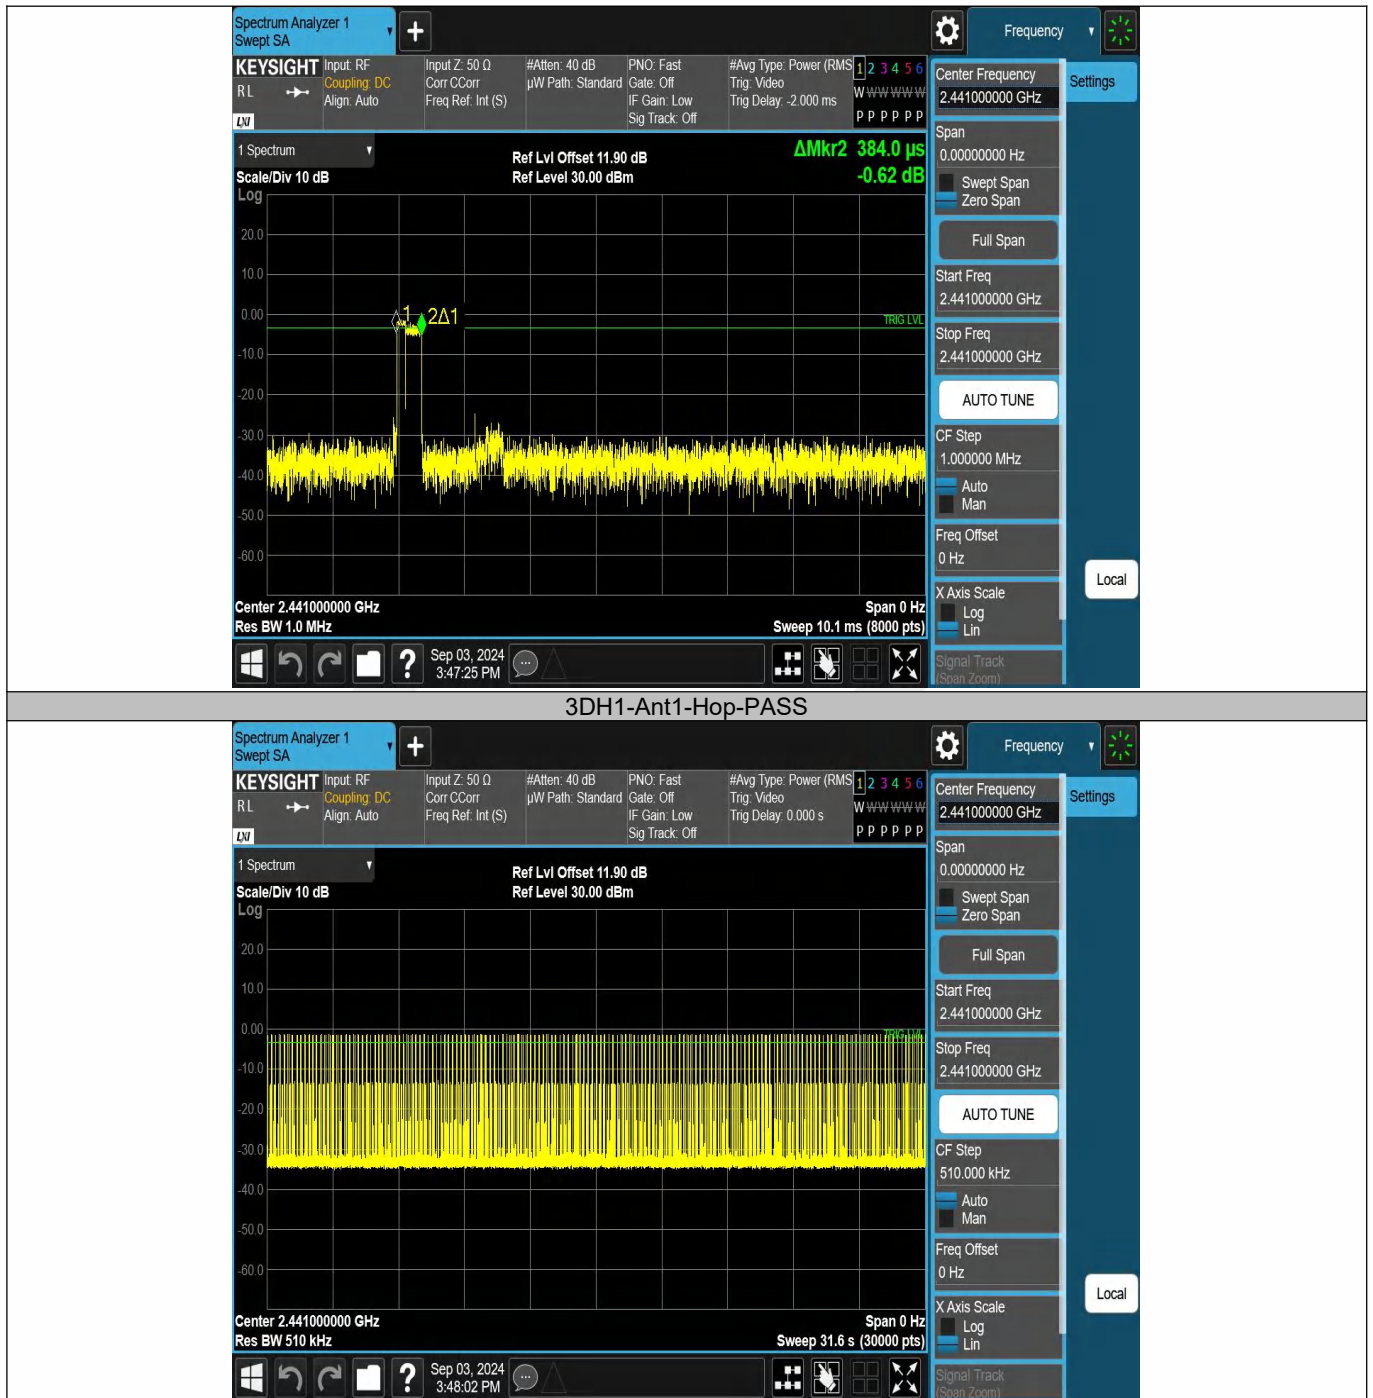 Spectrum Analyzer 1
Swept SA
+
Frequency
KEYSIGHT
RL
LXI
Input: RF
Coupling: DC
Align: Auto
Input Z: 50 Ω
Corr CCorr
Freq Ref: Int (S)
#Atten: 40 dB
µW Path: Standard
PNO: Fast
Gate: Off
IF Gain: Low
Sig Track: Off
#Avg Type: Power (RMS
Trig: Video
Trig Delay: -2.000 ms
1 2 3 4 5 6
W W W W W W
P P P P P P
Center Frequency
2.441000000 GHz
Settings
Span
0.00000000 Hz
Swept Span
Zero Span
Full Span
Start Freq
2.441000000 GHz
Stop Freq
2.441000000 GHz
AUTO TUNE
CF Step
1.000000 MHz
Auto
Man
Freq Offset
0 Hz
X Axis Scale
Log
Lin
Signal Track
(Span Zoom)
Local
1 Spectrum
Scale/Div 10 dB
Log
Ref Lvl Offset 11.90 dB
Ref Level 30.00 dBm
ΔMkr2 384.0 µs
-0.62 dB
20.0
10.0
0.00
-10.0
-20.0
-30.0
-40.0
-50.0
-60.0
1
2Δ1
TRIG LVL
Center 2.441000000 GHz
Res BW 1.0 MHz
Span 0 Hz
Sweep 10.1 ms (8000 pts)
?
Sep 03, 2024
3:47:25 PM
3DH1-Ant1-Hop-PASS
Spectrum Analyzer 1
Swept SA
+
Frequency
KEYSIGHT
RL
LXI
Input: RF
Coupling: DC
Align: Auto
Input Z: 50 Ω
Corr CCorr
Freq Ref: Int (S)
#Atten: 40 dB
µW Path: Standard
PNO: Fast
Gate: Off
IF Gain: Low
Sig Track: Off
#Avg Type: Power (RMS
Trig: Video
Trig Delay: 0.000 s
1 2 3 4 5 6
W W W W W W
P P P P P P
Center Frequency
2.441000000 GHz
Settings
Span
0.00000000 Hz
Swept Span
Zero Span
Full Span
Start Freq
2.441000000 GHz
Stop Freq
2.441000000 GHz
AUTO TUNE
CF Step
510.000 kHz
Auto
Man
Freq Offset
0 Hz
X Axis Scale
Log
Lin
Signal Track
(Span Zoom)
Local
1 Spectrum
Scale/Div 10 dB
Log
Ref Lvl Offset 11.90 dB
Ref Level 30.00 dBm
20.0
10.0
0.00
-10.0
-20.0
-30.0
-40.0
-50.0
-60.0
TRIG LVL
Center 2.441000000 GHz
Res BW 510 kHz
Span 0 Hz
Sweep 31.6 s (30000 pts)
?
Sep 03, 2024
3:48:02 PM